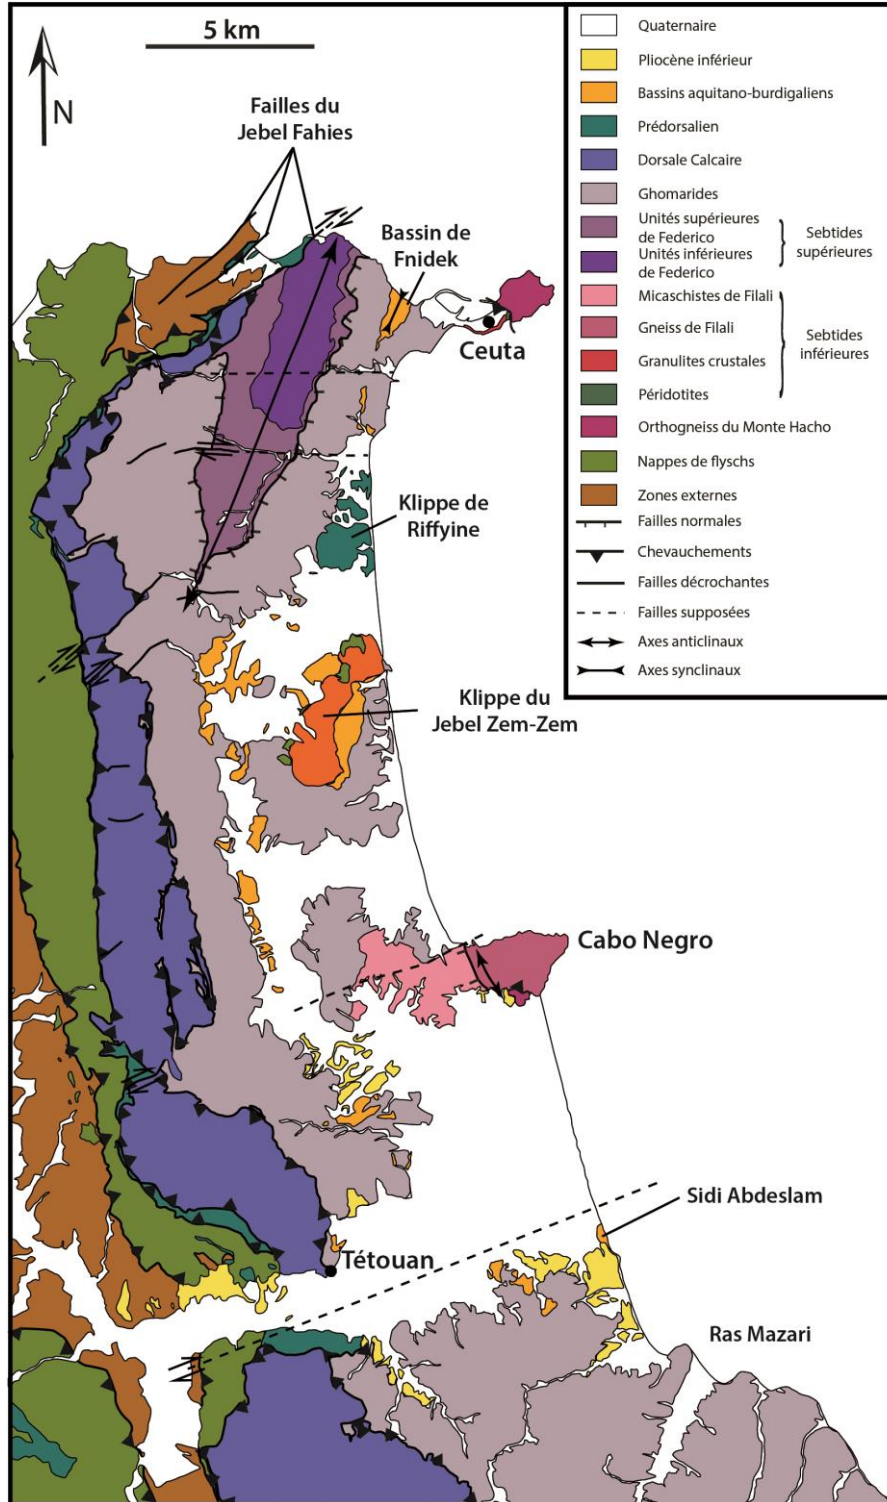 5 km
N
Failles du
Jebel Fahies
Bassin de
Fnidek
Ceuta
Klippe de
Riffyine
Klippe du
Jebel Zem-Zem
Cabo Negro
Sidi Abdeslam
Tétouan
Ras Mazari
Quaternaire
Pliocène inférieur
Bassins aquitano-burdigaliens
Prédorsalien
Dorsale Calcaire
Ghomarides
Unités supérieures
de Federico
Unités inférieures
de Federico
Sebtides
supérieures
Micaschistes de Filali
Gneiss de Filali
Granulites crustales
Péridotites
Sebtides
inférieures
Orthogneiss du Monte Hacho
Nappes de flyschs
Zones externes
Failles normales
Chevauchements
Failles décrochantes
Failles supposées
Axes anticlinaux
Axes synclinaux